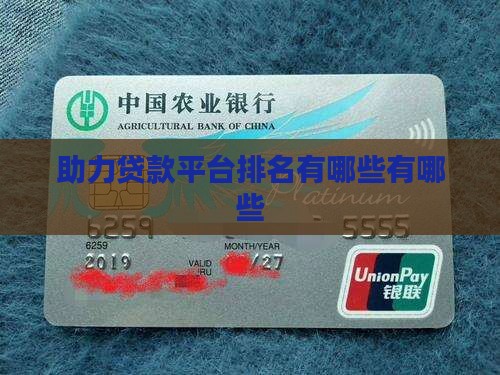 中国农业银行
AGRICULTURAL BANK OF CHINA
助力贷款平台排名有哪些有哪
些
Platinum
6259 5555
6259
MONTH/YEAR
2019
VALID
THRU
/27
UnionPay
银联